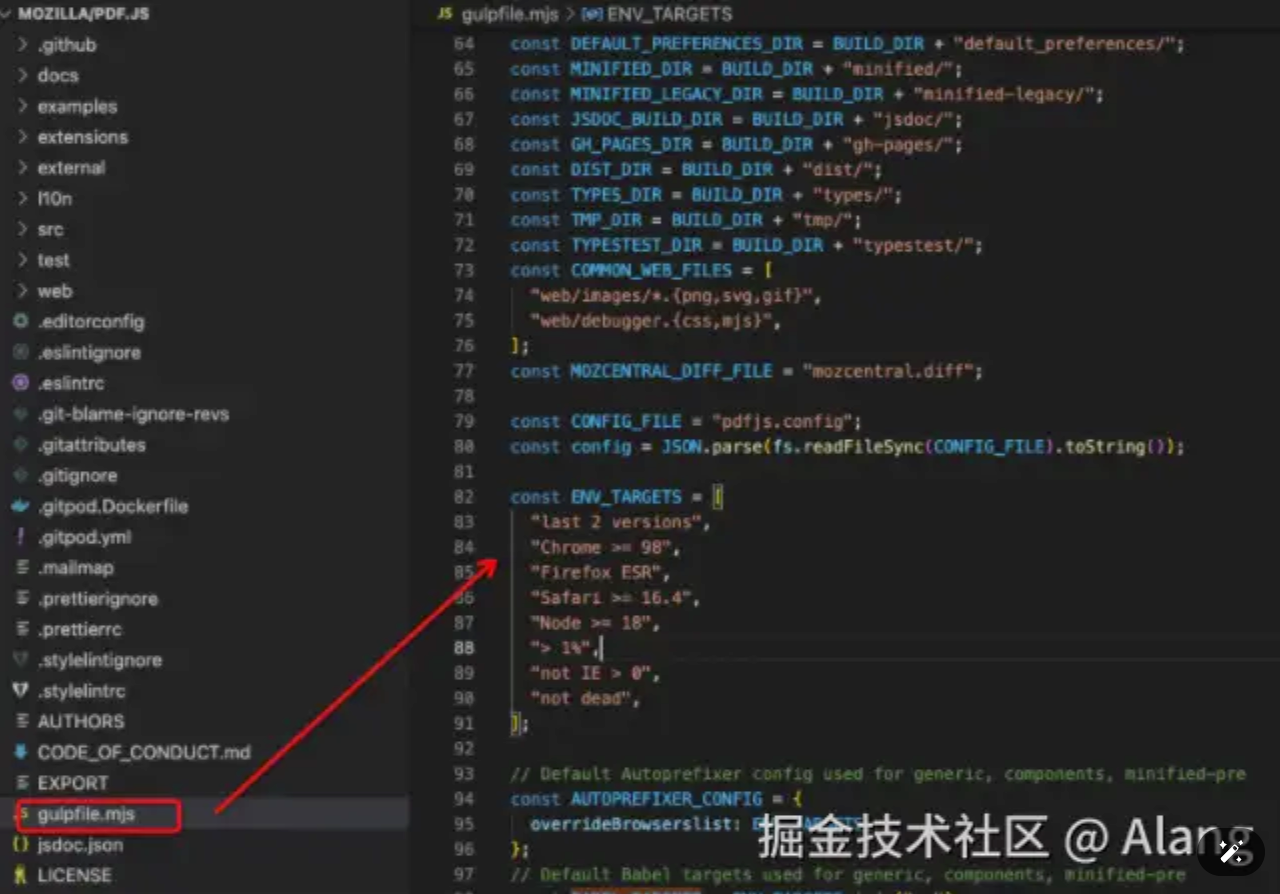 MOZILLA/PDF.JS
.github
docs
examples
extensions
external
l10n
src
test
web
.editorconfig
.eslintignore
.eslintrc
.git-blame-ignore-revs
.gitattributes
.gitignore
.gitpod.Dockerfile
.gitpod.yml
.mailmap
.prettierignore
.prettierrc
.stylelintignore
.stylelintrc
AUTHORS
CODE_OF_CONDUCT.md
EXPORT
JS gulpfile.mjs
{} jsdoc.json
LICENSE
JS gulpfile.mjs > ENV_TARGETS
64 const DEFAULT_PREFERENCES_DIR = BUILD_DIR + "default_preferences/";
65 const MINIFIED_DIR = BUILD_DIR + "minified/";
66 const MINIFIED_LEGACY_DIR = BUILD_DIR + "minified-legacy/";
67 const JSDOC_BUILD_DIR = BUILD_DIR + "jsdoc/";
68 const GH_PAGES_DIR = BUILD_DIR + "gh-pages/";
69 const DIST_DIR = BUILD_DIR + "dist/";
70 const TYPES_DIR = BUILD_DIR + "types/";
71 const TMP_DIR = BUILD_DIR + "tmp/";
72 const TYPESTEST_DIR = BUILD_DIR + "typestest/";
73 const COMMON_WEB_FILES = [
74 "web/images/*.{png,svg,gif}",
75 "web/debugger.{css,mjs}",
76 ];
77 const MOZCENTRAL_DIFF_FILE = "mozcentral.diff";
78
79 const CONFIG_FILE = "pdfjs.config";
80 const config = JSON.parse(fs.readFileSync(CONFIG_FILE).toString());
81
82 const ENV_TARGETS = [
83 "last 2 versions",
84 "Chrome >= 98",
85 "Firefox ESR",
86 "Safari >= 16.4",
87 "Node >= 18",
88 "> 1%",
89 "not IE > 0",
90 "not dead",
91 ];
92
93 // Default Autoprefixer config used for generic, components, minified-pre
94 const AUTOPREFIXER_CONFIG = {
95 overrideBrowserslist:
96 };
97 // Default Babel targets used for generic, components, minified-pre
掘金技术社区 @ Alang